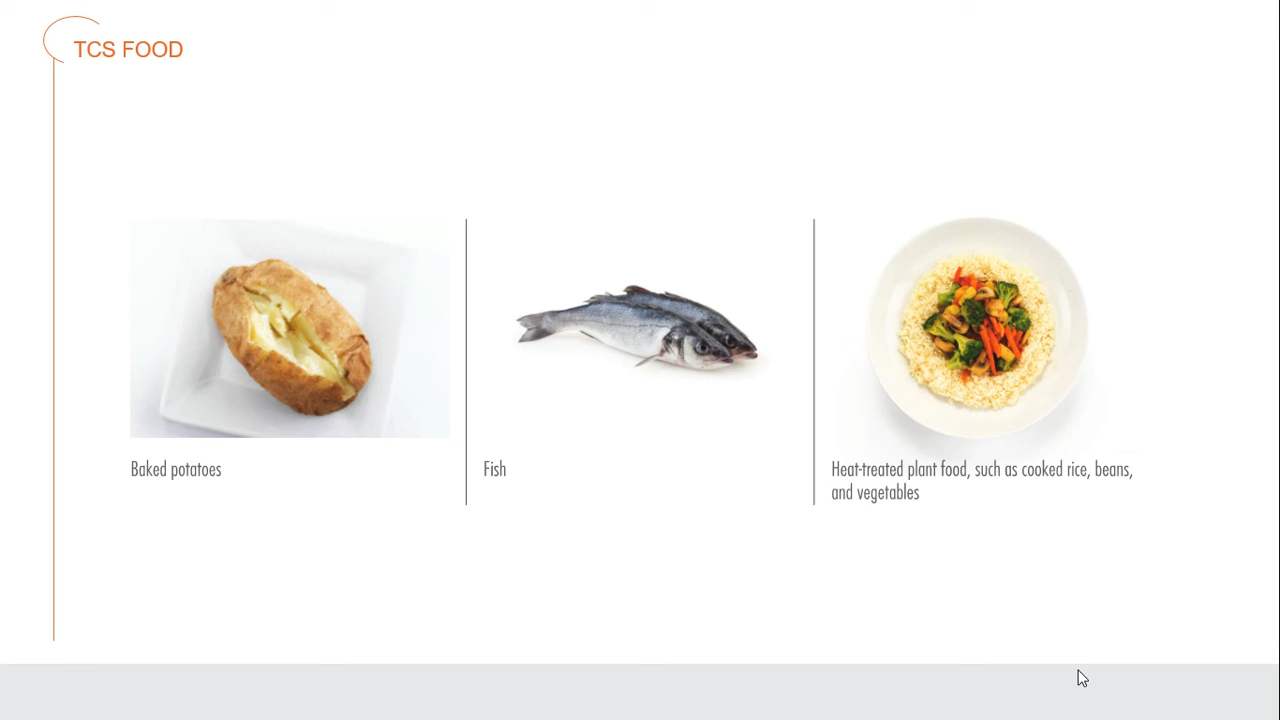 TCS FOOD
Baked potatoes
Fish
Heat-treated plant food, such as cooked rice, beans,
and vegetables